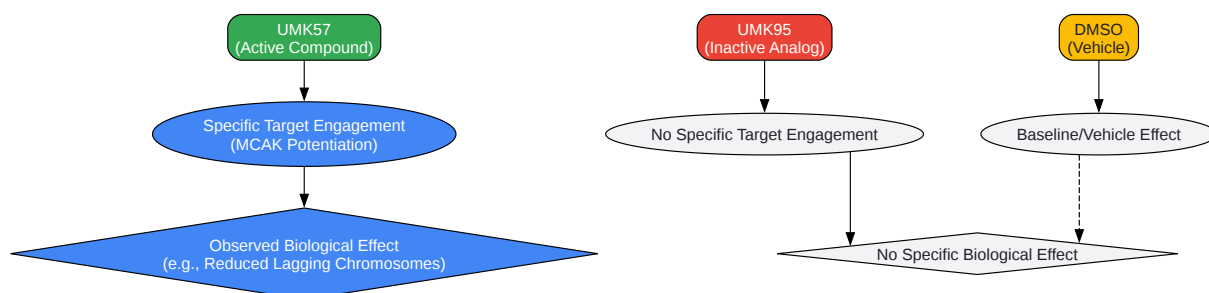 UMK57
(Active Compound)
UMK95
(Inactive Analog)
DMSO
(Vehicle)
Specific Target Engagement
(MCAK Potentiation)
No Specific Target Engagement
Baseline/Vehicle Effect
Observed Biological Effect
(e.g., Reduced Lagging Chromosomes)
No Specific Biological Effect